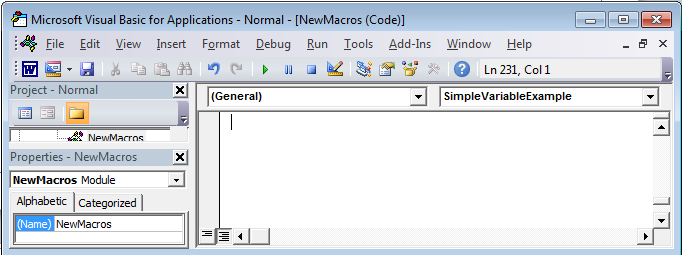 Microsoft Visual Basic for Applications - Normal - [NewMacros (Code)]
File Edit View Insert Format Debug Run Tools Add-Ins Window Help
W Ln 231, Col 1
Project - Normal
(General) SimpleVariableExample
NewMacros
Properties - NewMacros
NewMacros Module
Alphabetic Categorized
(Name) NewMacros